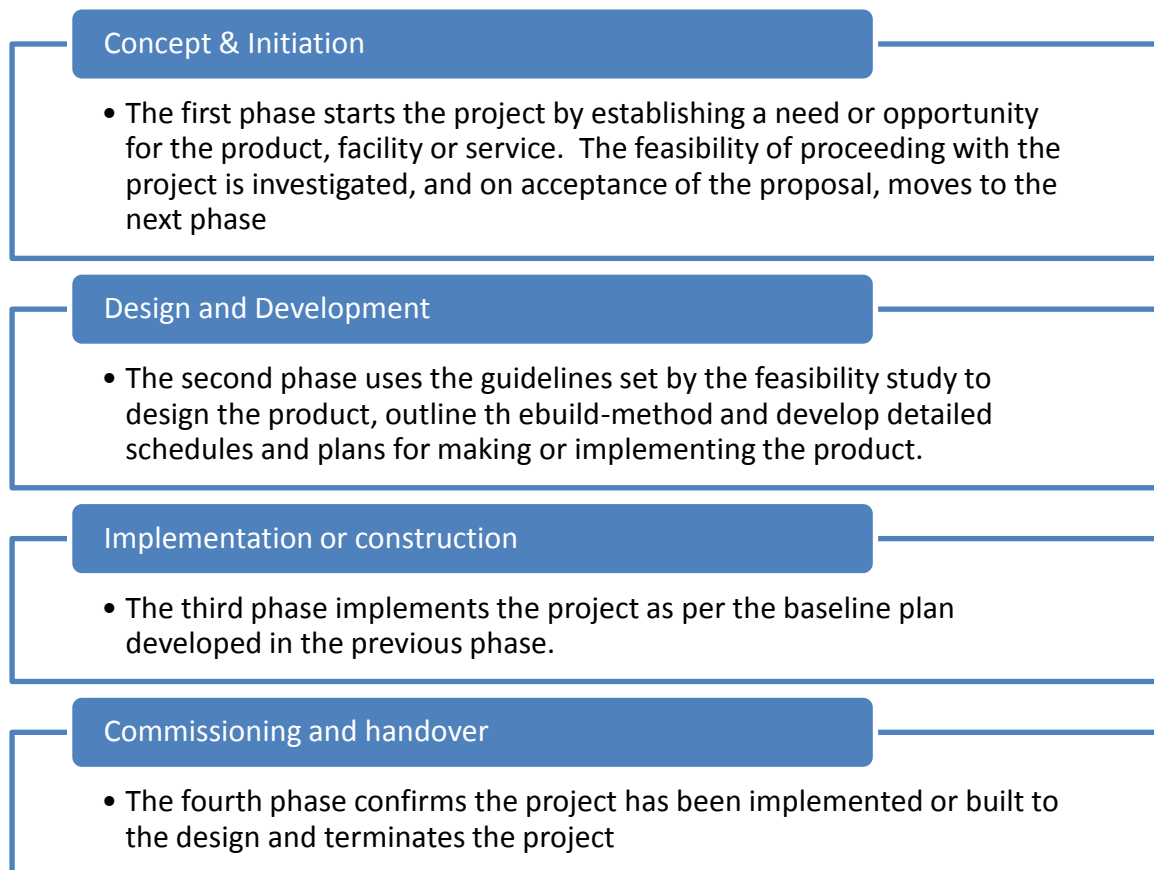 Concept & Initiation
• The first phase starts the project by establishing a need or opportunity
for the product, facility or service.  The feasibility of proceeding with the
project is investigated, and on acceptance of the proposal, moves to the
next phase
Design and Development
• The second phase uses the guidelines set by the feasibility study to
design the product, outline th ebuild-method and develop detailed
schedules and plans for making or implementing the product.
Implementation or construction
• The third phase implements the project as per the baseline plan
developed in the previous phase.
Commissioning and handover
• The fourth phase confirms the project has been implemented or built to
the design and terminates the project